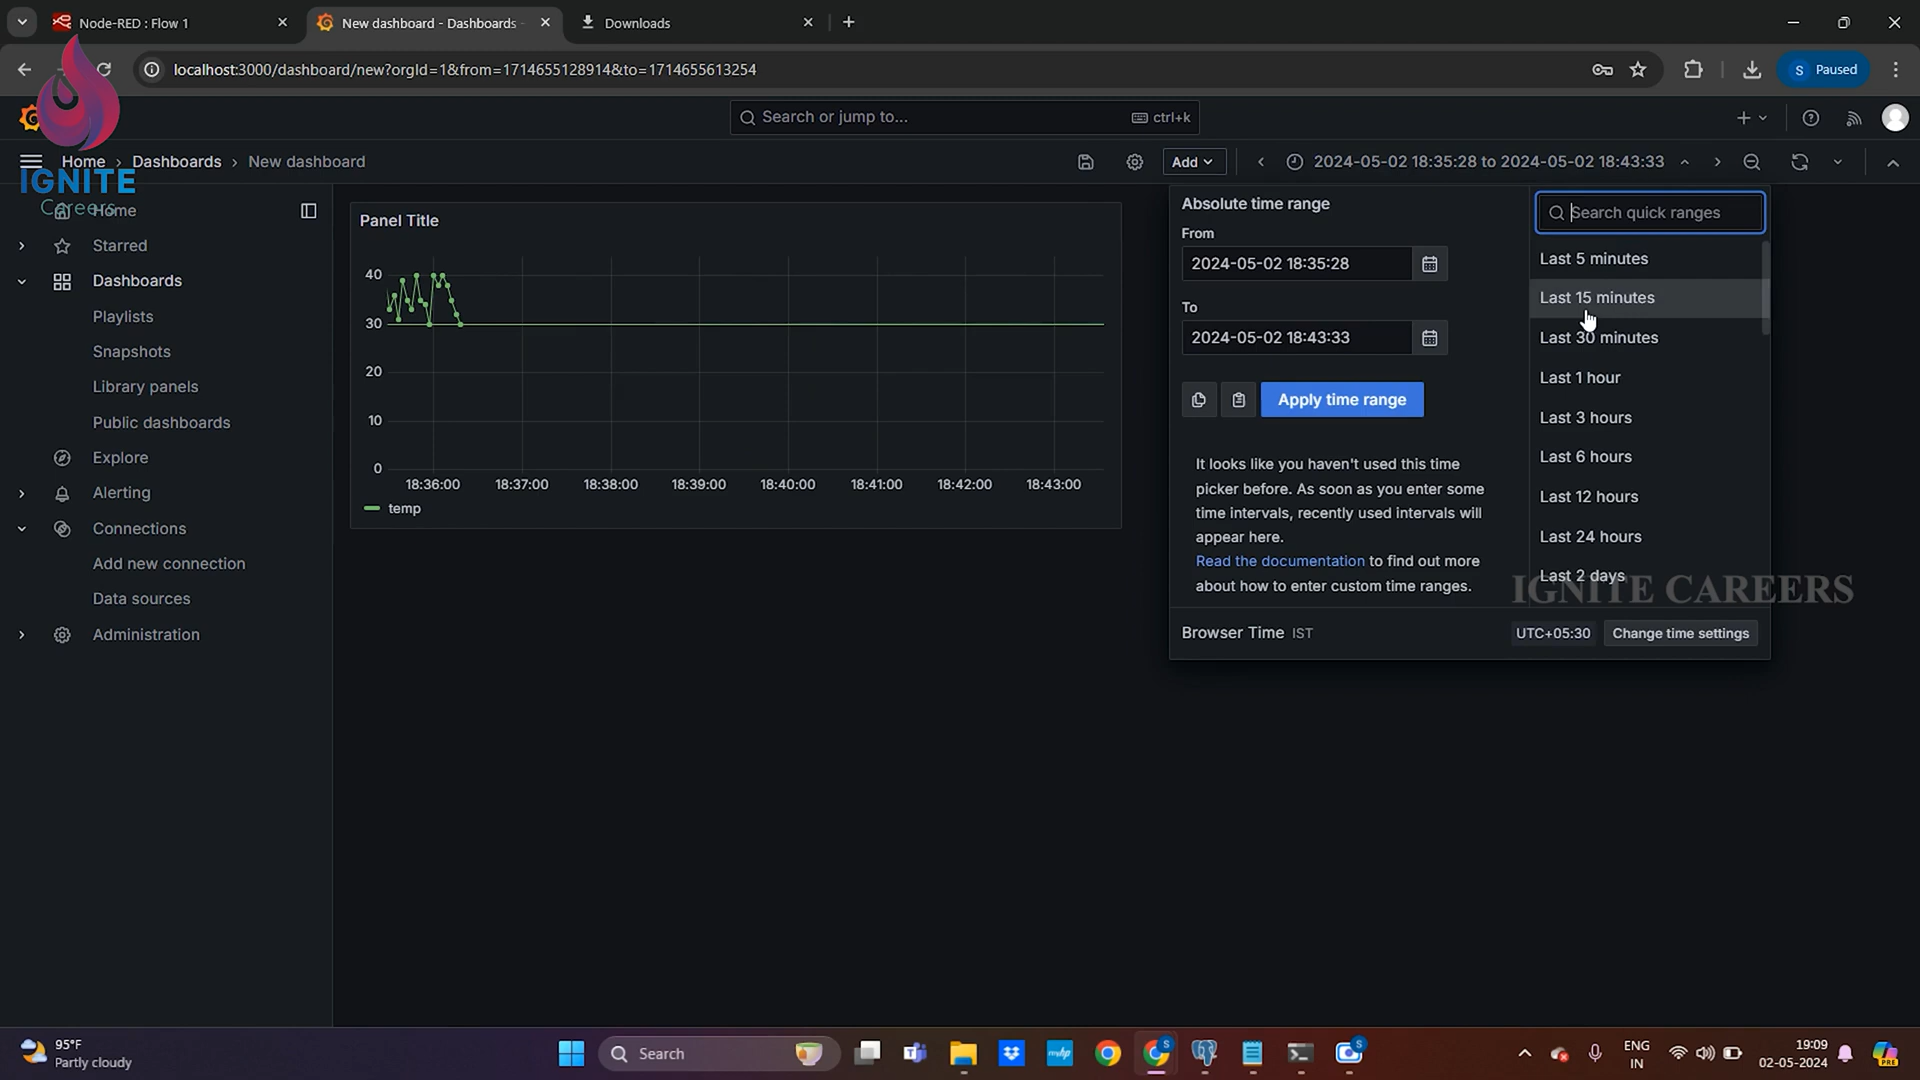 Node-RED : Flow 1
New dashboard - Dashboards -
Downloads
localhost:3000/dashboard/new?orgId=1&from=1714655128914&to=1714655613254
S
Paused
Search or jump to...
ctrl+k
Home
Dashboards
New dashboard
Add
2024-05-02 18:35:28 to 2024-05-02 18:43:33
IGNITE
Careers
Home
Starred
Dashboards
Playlists
Snapshots
Library panels
Public dashboards
Explore
Alerting
Connections
Add new connection
Data sources
Administration
Panel Title
40
30
20
10
0
18:36:00
18:37:00
18:38:00
18:39:00
18:40:00
18:41:00
18:42:00
18:43:00
temp
Absolute time range
From
2024-05-02 18:35:28
To
2024-05-02 18:43:33
Apply time range
It looks like you haven't used this time
picker before. As soon as you enter some
time intervals, recently used intervals will
appear here.
Read the documentation to find out more
about how to enter custom time ranges.
Search quick ranges
Last 5 minutes
Last 15 minutes
Last 30 minutes
Last 1 hour
Last 3 hours
Last 6 hours
Last 12 hours
Last 24 hours
Last 2 days
IGNITE CAREERS
Browser Time IST
UTC+05:30
Change time settings
95°F
Partly cloudy
Search
myHP
S
S
ENG
IN
19:09
02-05-2024
PRE